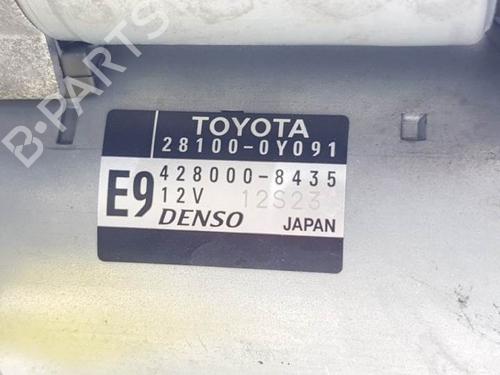 B-PARTS
TOYOTA
28100-0Y091
428000-8435
E9
12V 12S23
DENSO JAPAN